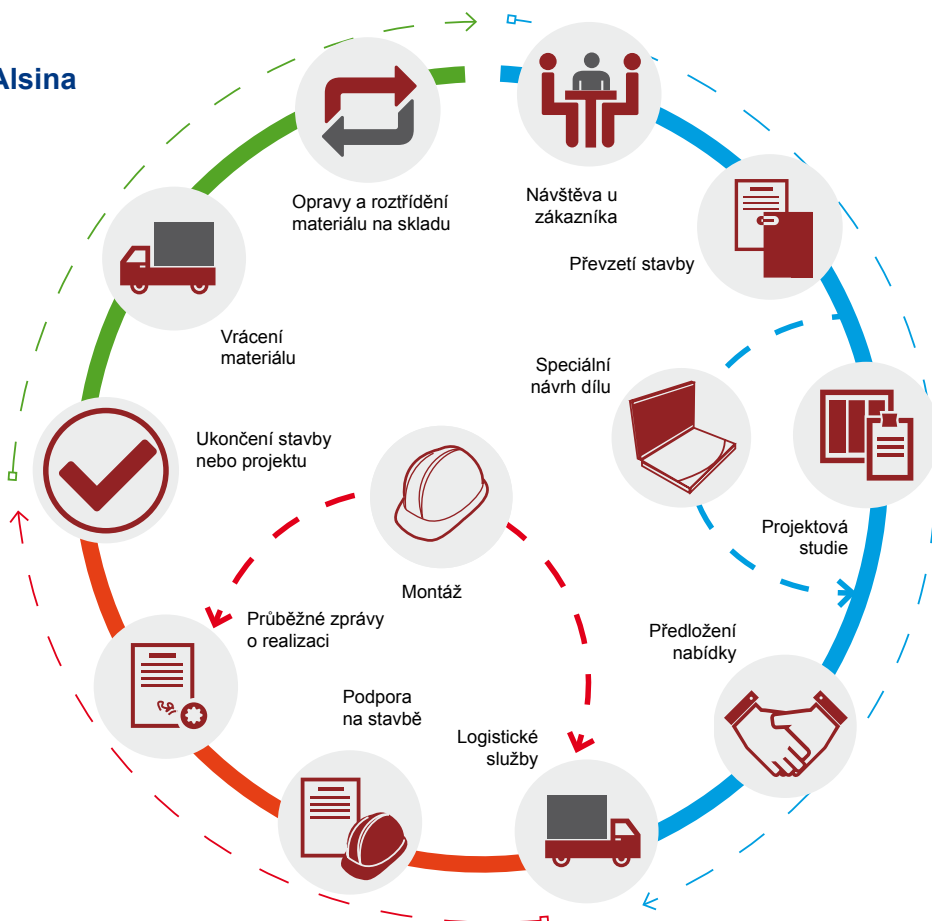 Alsina
Návštěva u
zákazníka
Převzetí stavby
Speciální
návrh dílu
Projektová
studie
Předložení
nabídky
Logistické
služby
Montáž
Podpora
na stavbě
Průběžné zprávy
o realizaci
Ukončení stavby
nebo projektu
Vrácení
materiálu
Opravy a roztřídění
materiálu na skladu